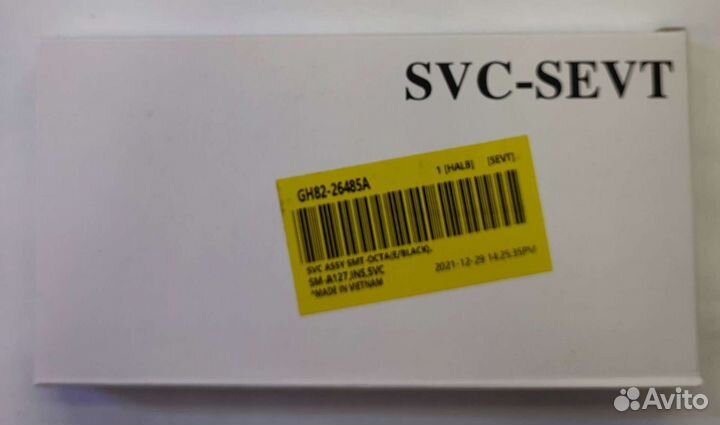 SVC-SEVT
GH82-26485A 1 [HALB] [SEVT]
SVC ASSY SMT-OCTA(E/BLACK),
SM-A127,INS,SVC 2021-12-29 14:25:35PM/
*MADE IN VIETNAM
Avito